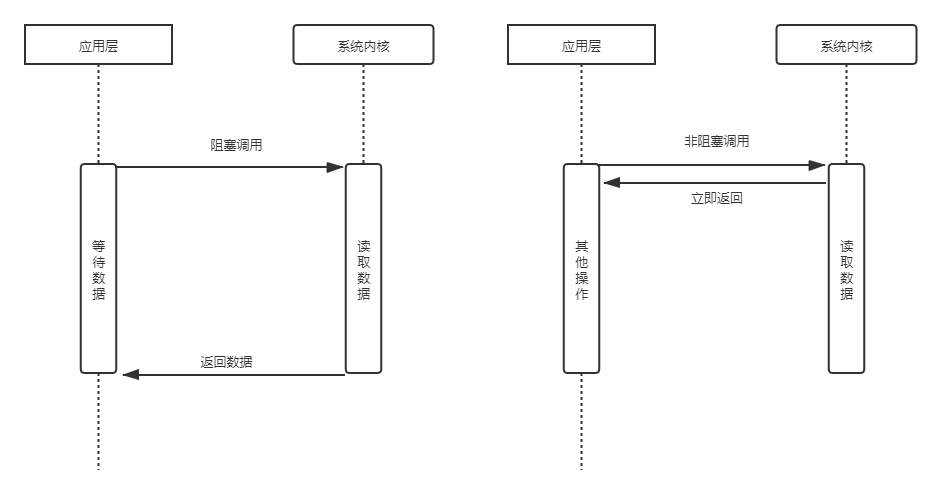 应用层
系统内核
阻塞调用
等待数据
读取数据
返回数据
应用层
系统内核
非阻塞调用
立即返回
其他操作
读取数据